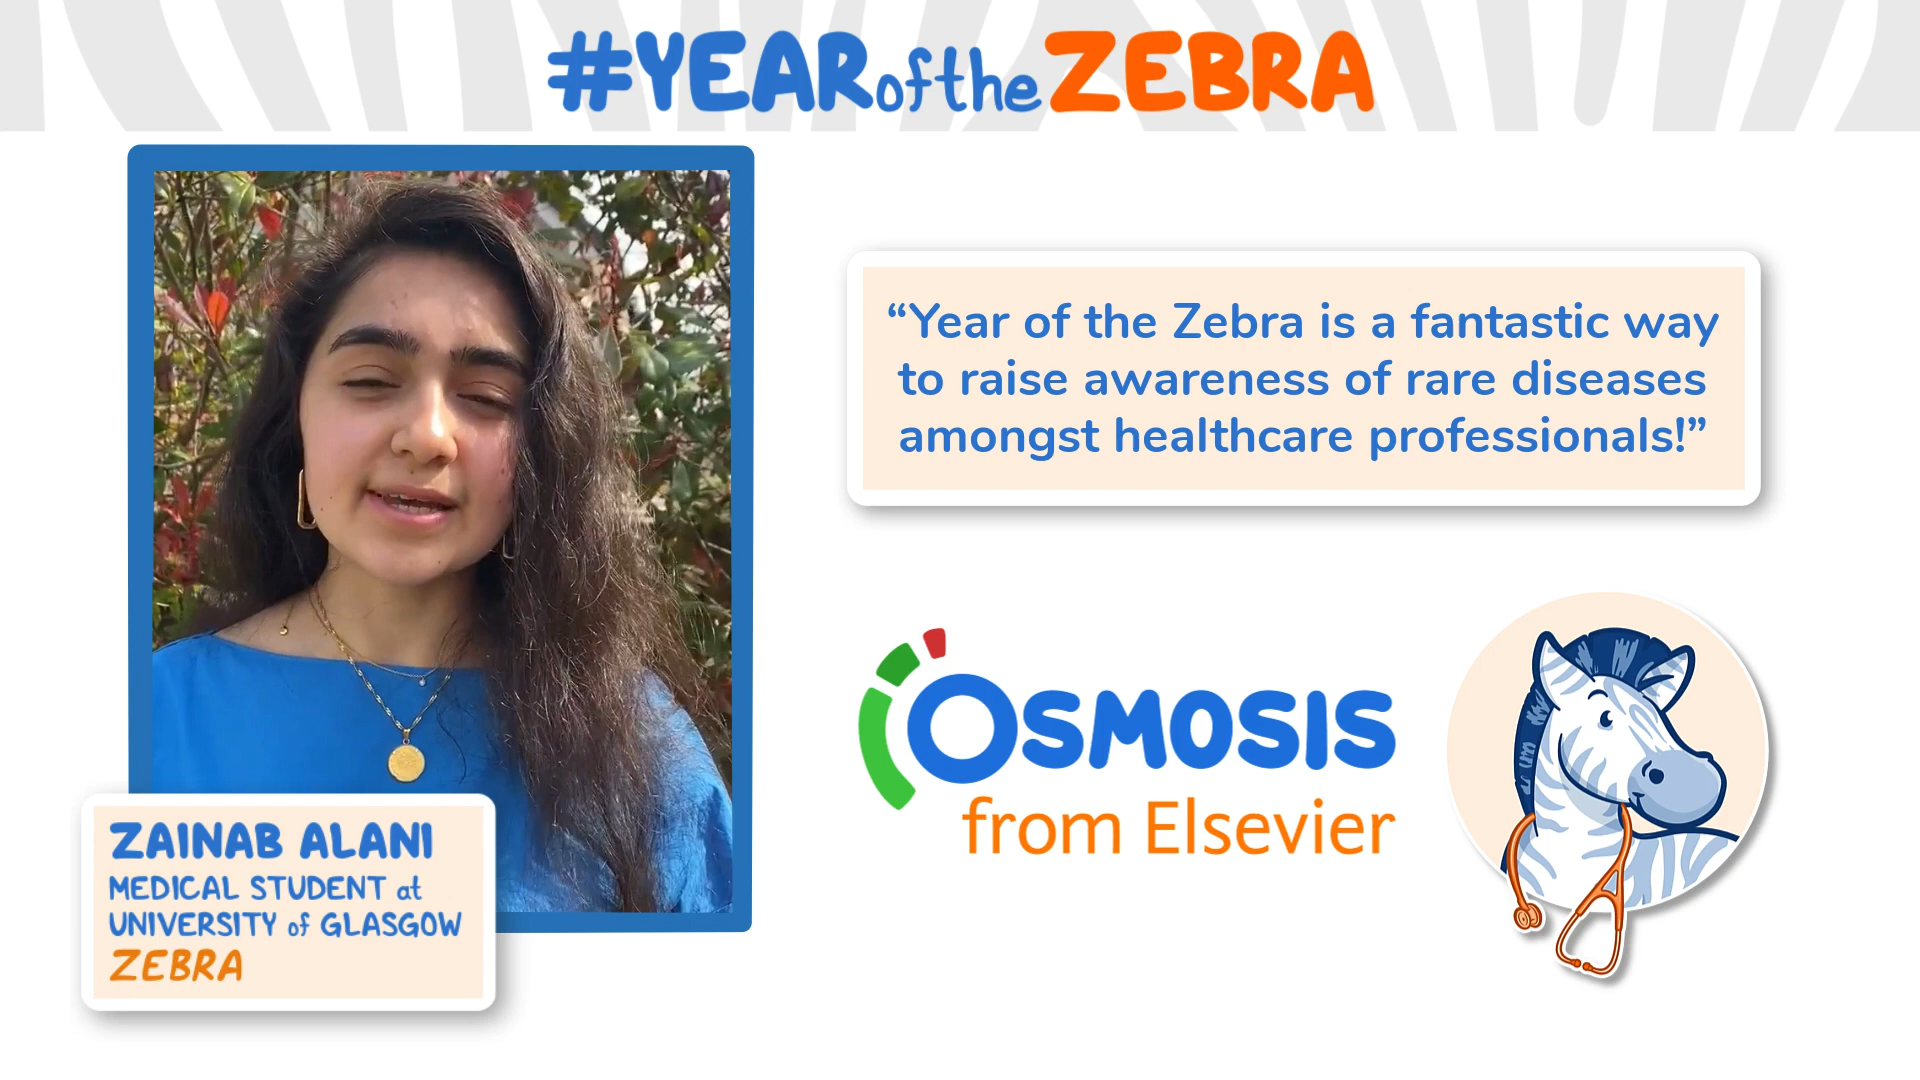 #YEARoftheZEBRA
“Year of the Zebra is a fantastic way
to raise awareness of rare diseases
amongst healthcare professionals!”
OSMOSIS
from Elsevier
ZAINAB ALANI
MEDICAL STUDENT at
UNIVERSITY of GLASGOW
ZEBRA